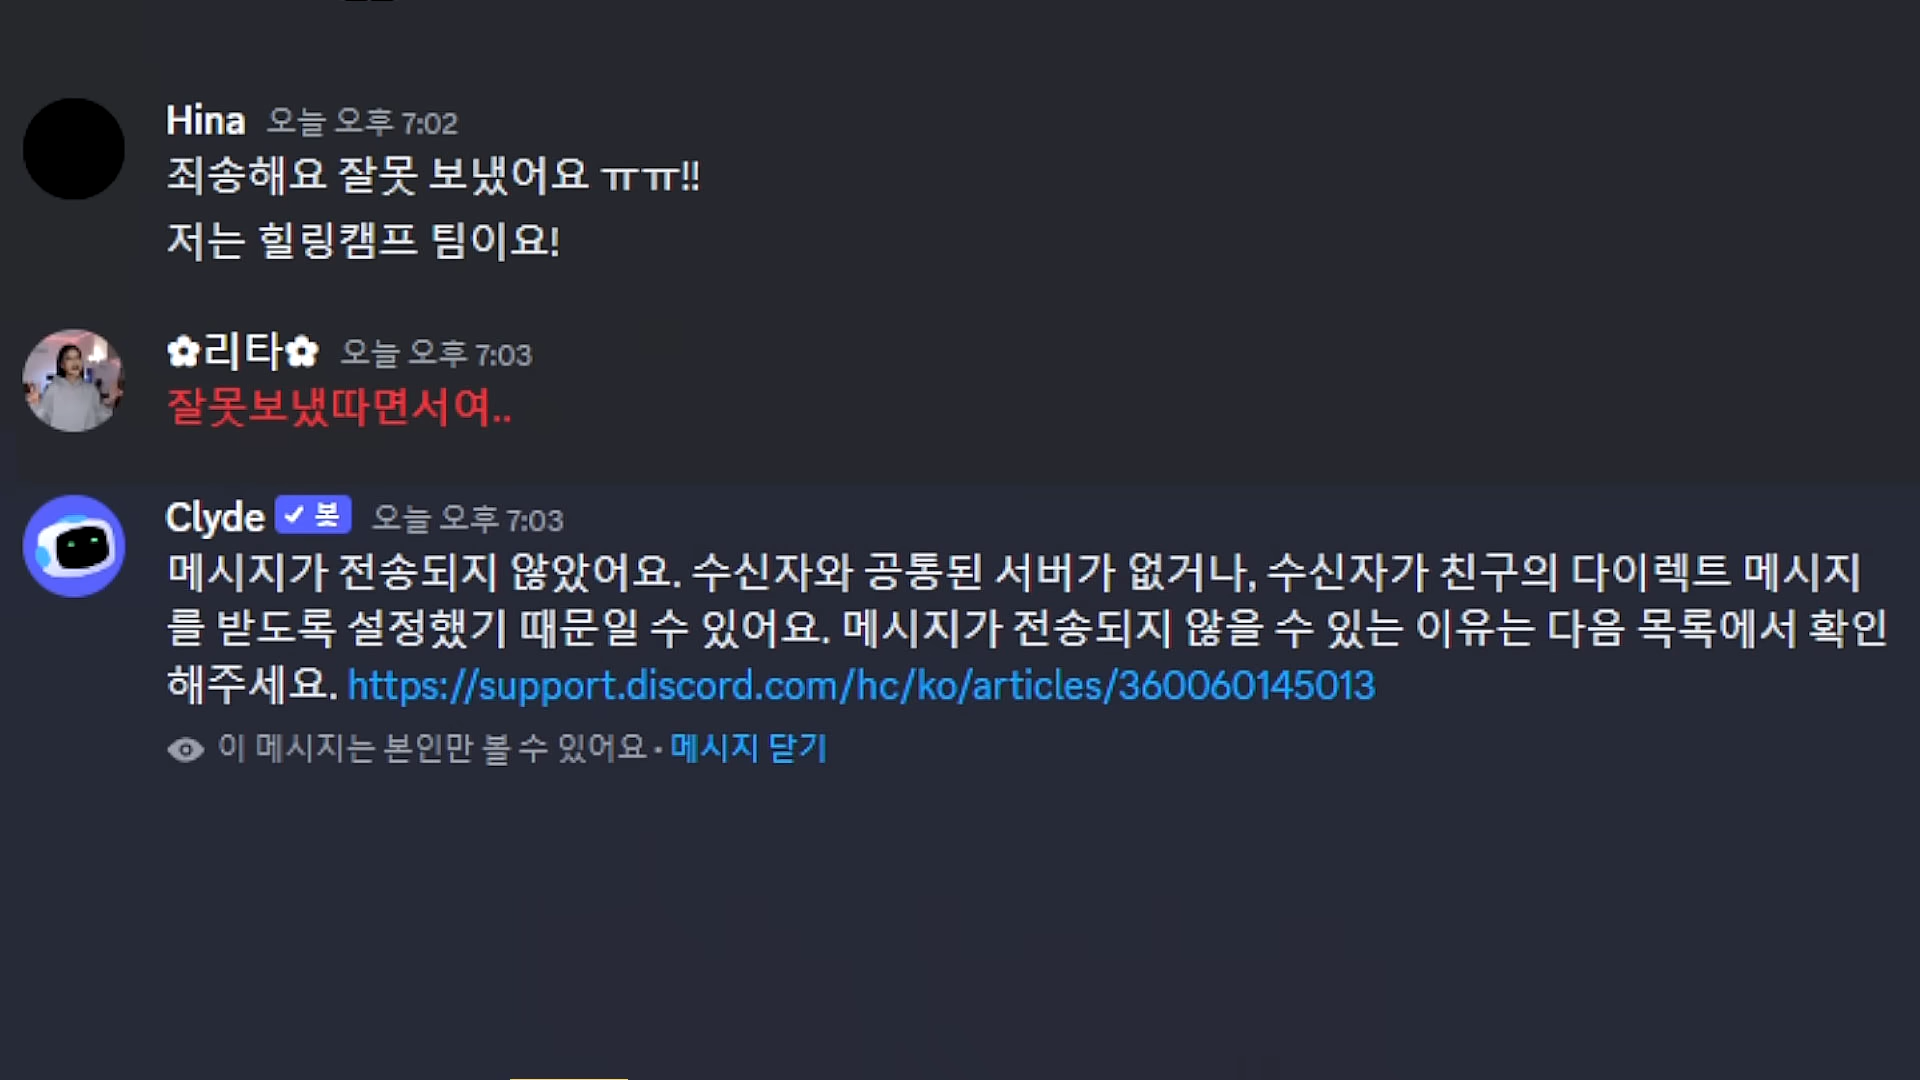 Hina 오늘 오후 7:02
죄송해요 잘못 보냈어요 ㅠㅠ!!
저는 힐링캠프 팀이요!
✿리타✿ 오늘 오후 7:03
잘못보냈따면서여..
Clyde ✓ 봇 오늘 오후 7:03
메시지가 전송되지 않았어요. 수신자와 공통된 서버가 없거나, 수신자가 친구의 다이렉트 메시지
를 받도록 설정했기 때문일 수 있어요. 메시지가 전송되지 않을 수 있는 이유는 다음 목록에서 확인
해주세요. https://support.discord.com/hc/ko/articles/360060145013
이 메시지는 본인만 볼 수 있어요 • 메시지 닫기